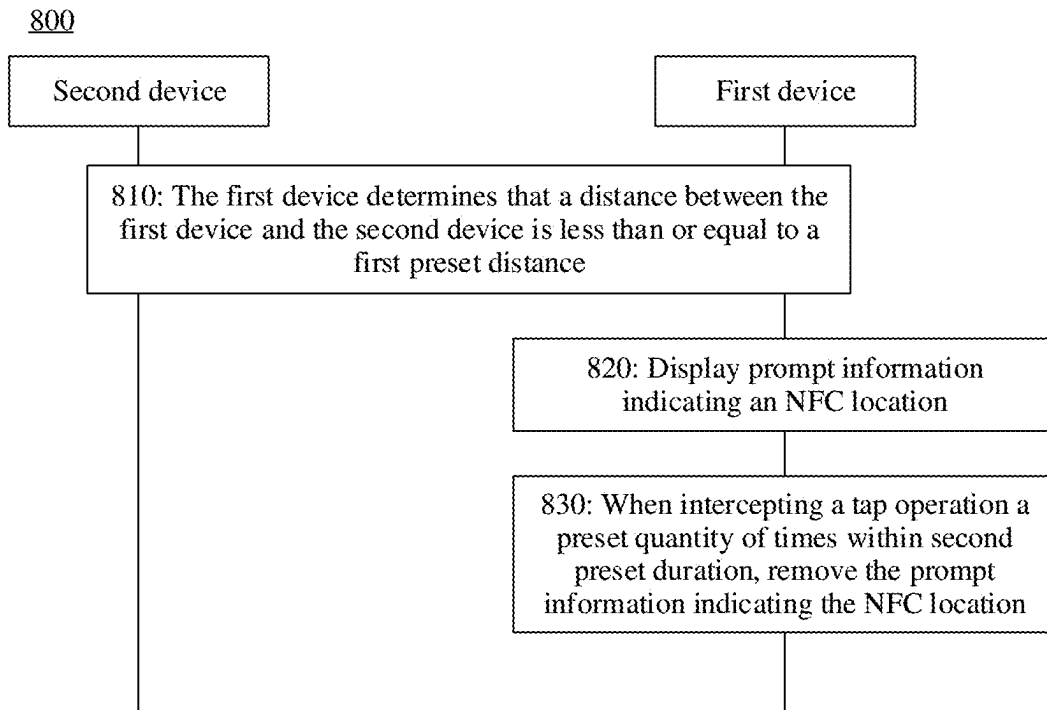 800
Second device
First device
810: The first device determines that a distance between the
first device and the second device is less than or equal to a
first preset distance
820: Display prompt information
indicating an NFC location
830: When intercepting a tap operation a
preset quantity of times within second
preset duration, remove the prompt
information indicating the NFC location